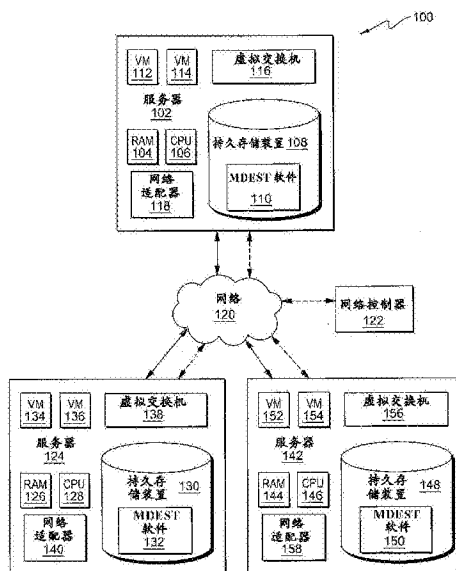 100
VM
112
VM
114
虚拟交换机
116
服务器
102
RAM
104
CPU
106
持久存储装置 108
网络
适配器
118
MDEST 软件
110
网络
120
网络控制器
122
VM
134
VM
136
虚拟交换机
138
服务器
124
RAM
126
CPU
128
持久存
储装置 130
网络
适配器
140
MDEST
软件
132
VM
152
VM
154
虚拟交换机
156
服务器
142
RAM
144
CPU
146
持久存
储装置 148
网络
适配器
158
MDEST
软件
150